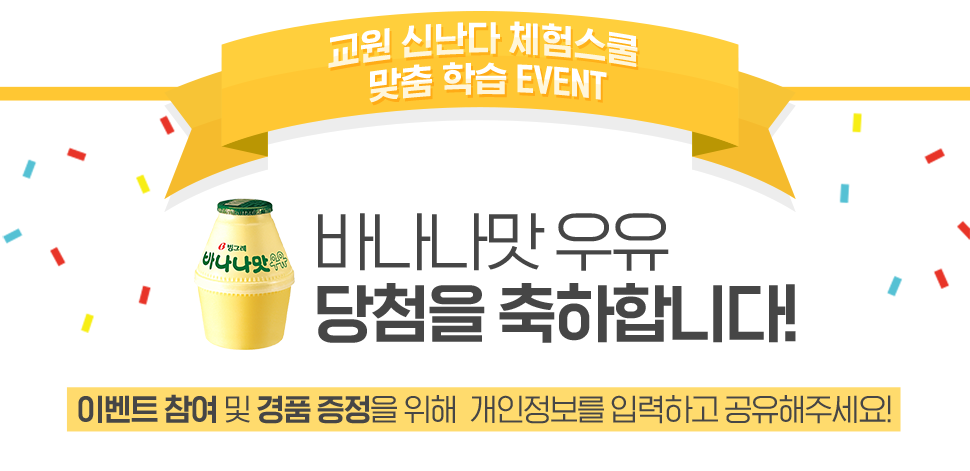 교원 신난다 체험스쿨
맞춤 학습 EVENT
빙그레
바나나맛우유
바나나맛 우유
당첨을 축하합니다!
이벤트 참여 및 경품 증정을 위해 개인정보를 입력하고 공유해주세요!